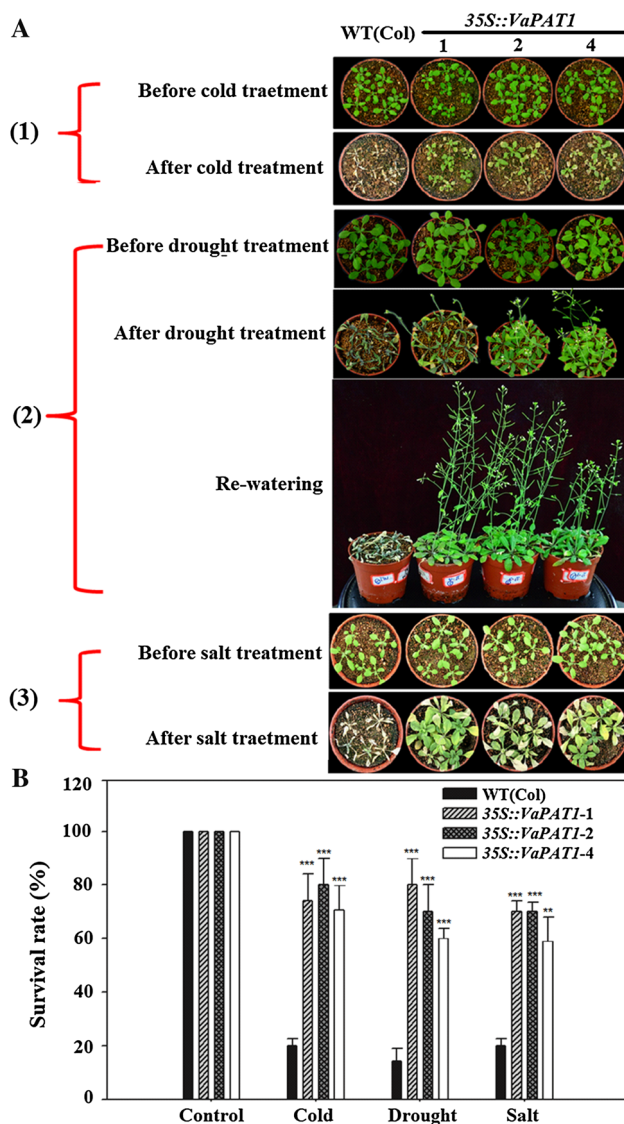 A
WT(Col)
35S::VaPAT1
1 2 4
(1)
Before cold traetment
After cold treatment
(2)
Before drought treatment
After drought treatment
Re-watering
(3)
Before salt treatment
After salt traetment
B
Survival rate (%)
120
100
80
60
40
20
0
WT(Col)
35S::VaPAT1-1
35S::VaPAT1-2
35S::VaPAT1-4
*** *** ***
*** *** ***
*** *** **
Control Cold Drought Salt